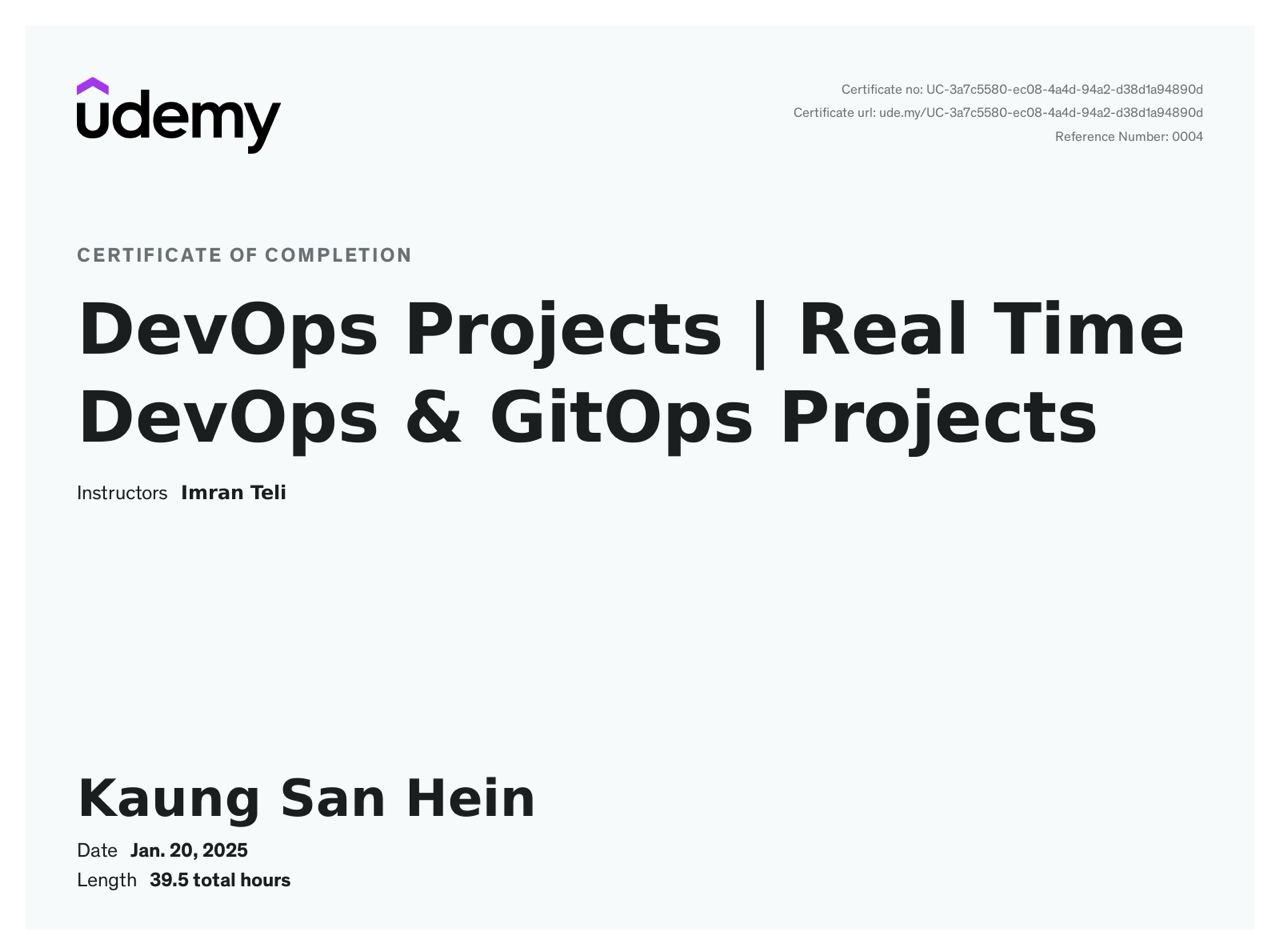 udemy
Certificate no: UC-3a7c5580-ec08-4a4d-94a2-d38d1a94890d
Certificate url: ude.my/UC-3a7c5580-ec08-4a4d-94a2-d38d1a94890d
Reference Number: 0004
CERTIFICATE OF COMPLETION
DevOps Projects | Real Time
DevOps & GitOps Projects
Instructors Imran Teli
Kaung San Hein
Date Jan. 20, 2025
Length 39.5 total hours